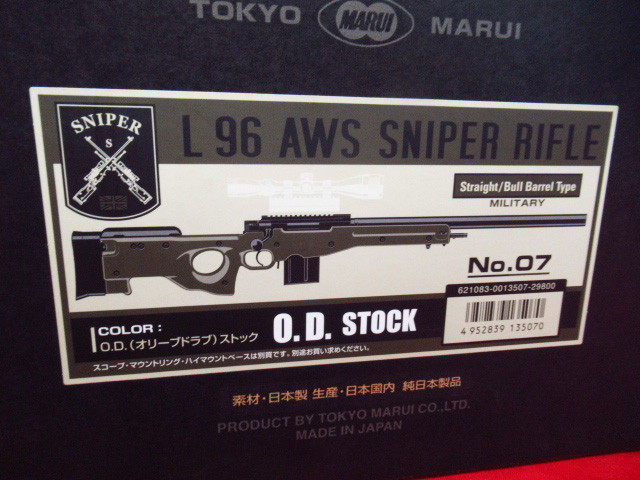 TOKYO MARUI MARUI
SNIPER
S
L 96 AWS SNIPER RIFLE
Straight/Bull Barrel Type
MILITARY
No.07
621083-0013507-29800
4 952839 135070
COLOR :
O.D.(オリーブドラブ)ストック
O.D. STOCK
スコープ・マウントリング・ハイマウントベースは別売です。別途お買い求めください。
素材・日本製 生産・日本国内 純日本製品
PRODUCT BY TOKYO MARUI CO.,LTD.
MADE IN JAPAN